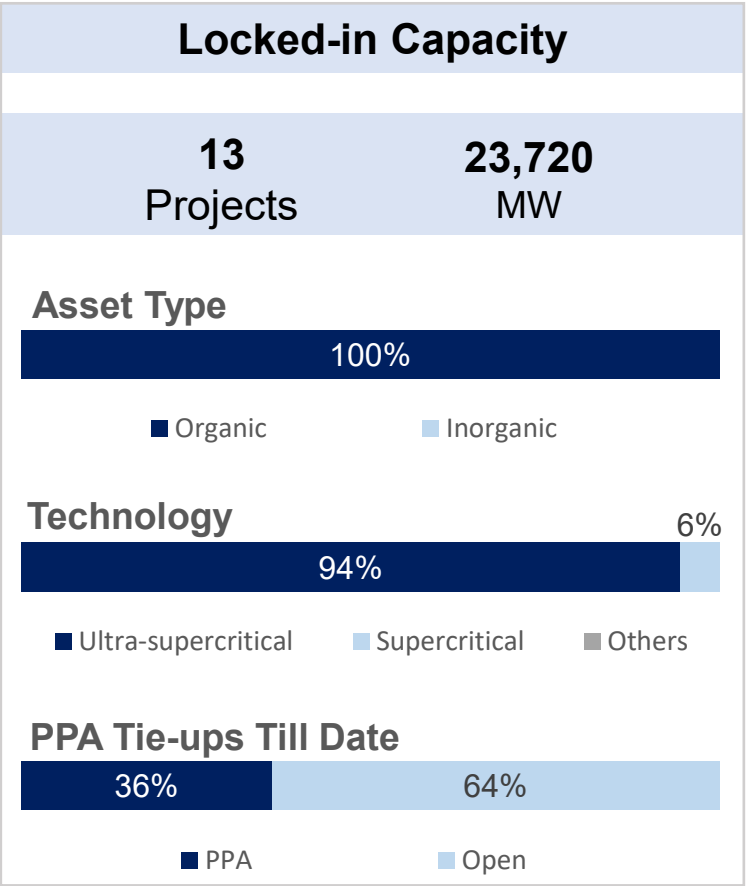 Locked-in Capacity
13 23,720
Projects MW
Asset Type
100%
Organic Inorganic
Technology
6%
94%
Ultra-supercritical Supercritical Others
PPA Tie-ups Till Date
36% 64%
PPA Open